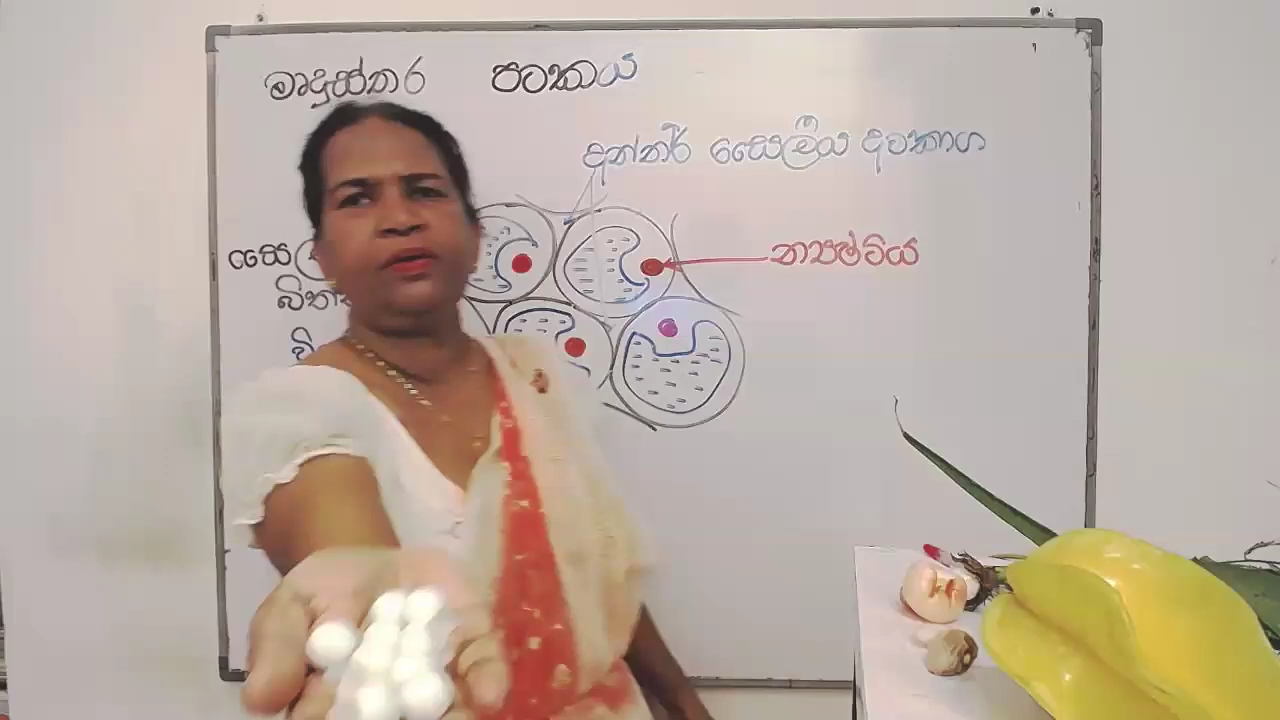 මෘදුස්තර පටකය
අන්තර් සෛලීය අවකාශ
න්‍යෂ්ටිය